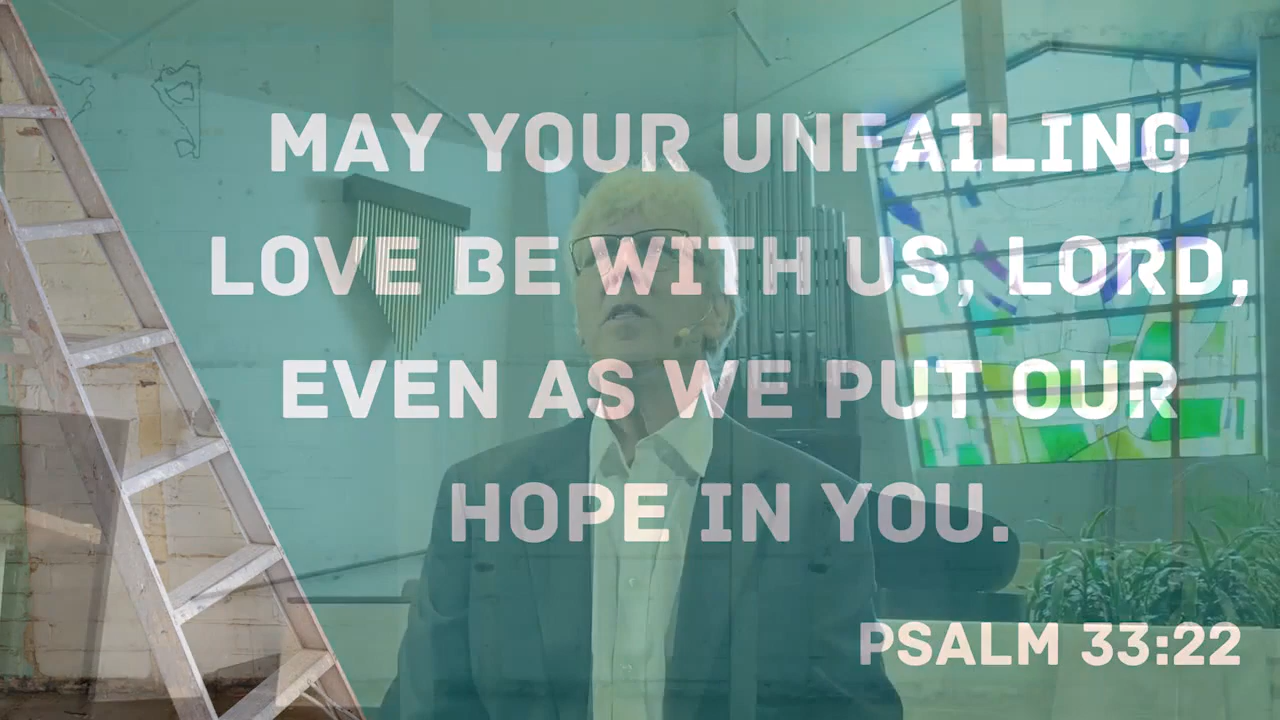 MAY YOUR UNFAILING
LOVE BE WITH US, LORD,
EVEN AS WE PUT OUR
HOPE IN YOU.
PSALM 33:22